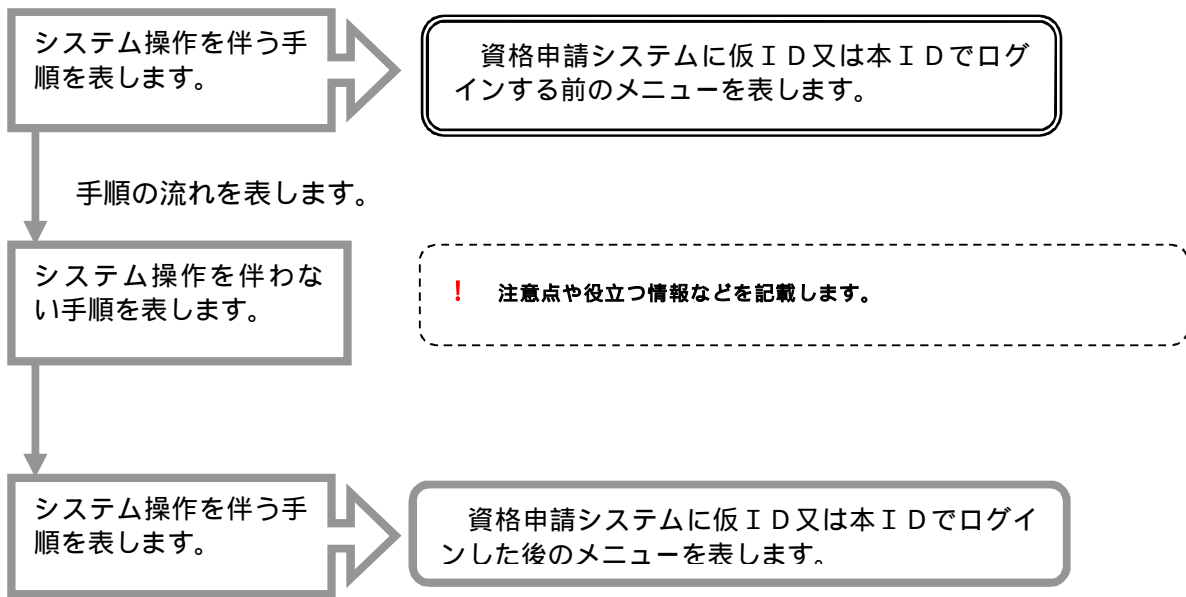 システム操作を伴う手
順を表します。
　資格申請システムに仮ＩＤ又は本ＩＤでログ
インする前のメニューを表します。
手順の流れを表します。
システム操作を伴わな
い手順を表します。
！　注意点や役立つ情報などを記載します。
システム操作を伴う手
順を表します。
　資格申請システムに仮ＩＤ又は本ＩＤでログイ
ンした後のメニューを表します。